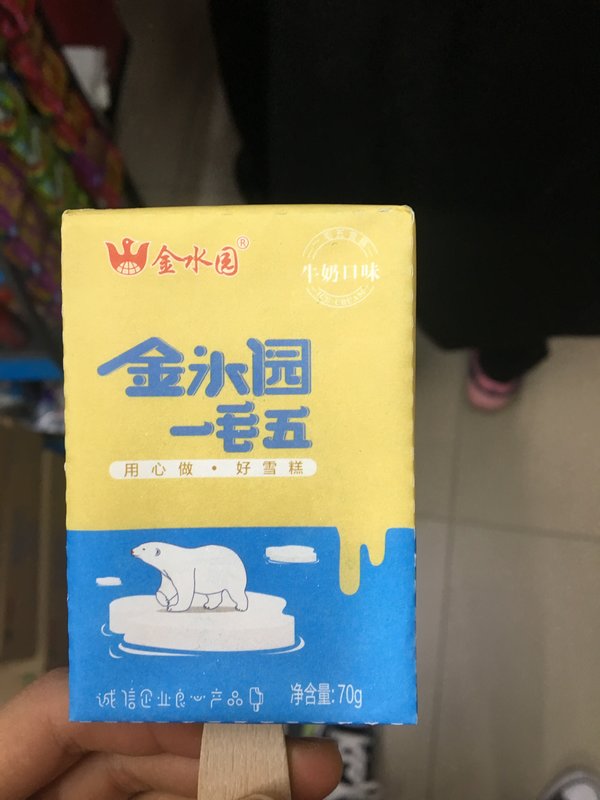 金水园®
牛奶口味
金氷园
一毛五
用心做·好雪糕
诚信企业良心产品
净含量:70g